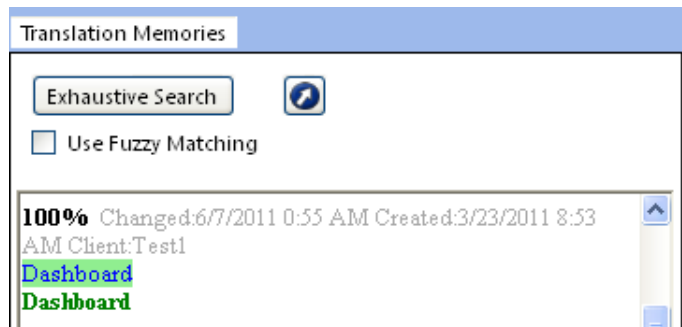 Translation Memories
Exhaustive Search
Use Fuzzy Matching
100% Changed:6/7/2011 0:55 AM Created:3/23/2011 8:53
AM Client:Test1
Dashboard
Dashboard